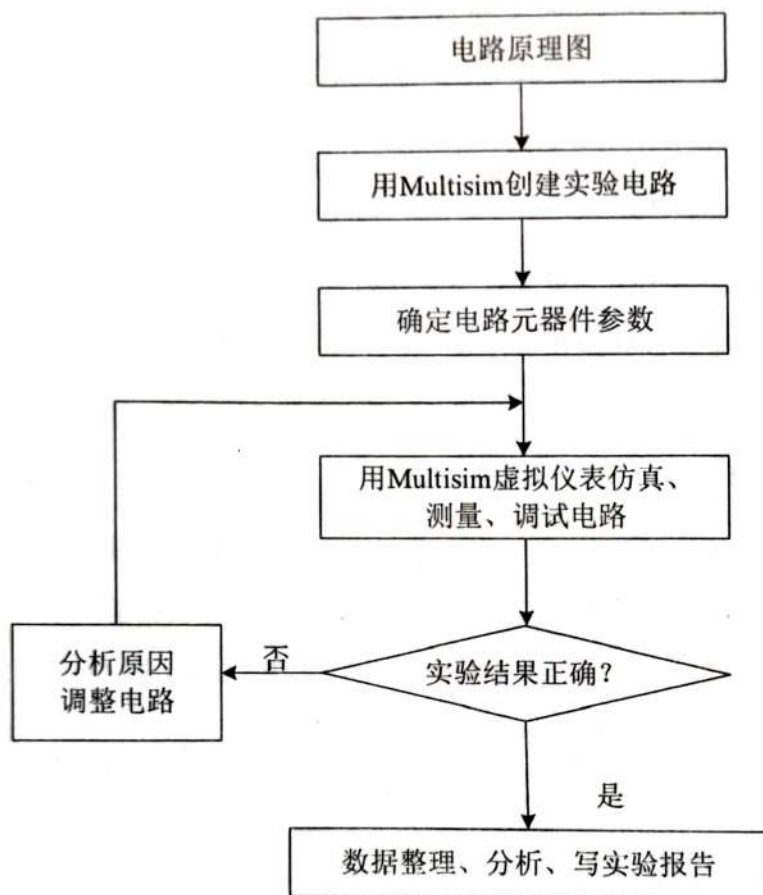 电路原理图
用Multisim创建实验电路
确定电路元器件参数
用Multisim虚拟仪表仿真、
测量、调试电路
实验结果正确?
否
分析原因
调整电路
是
数据整理、分析、写实验报告